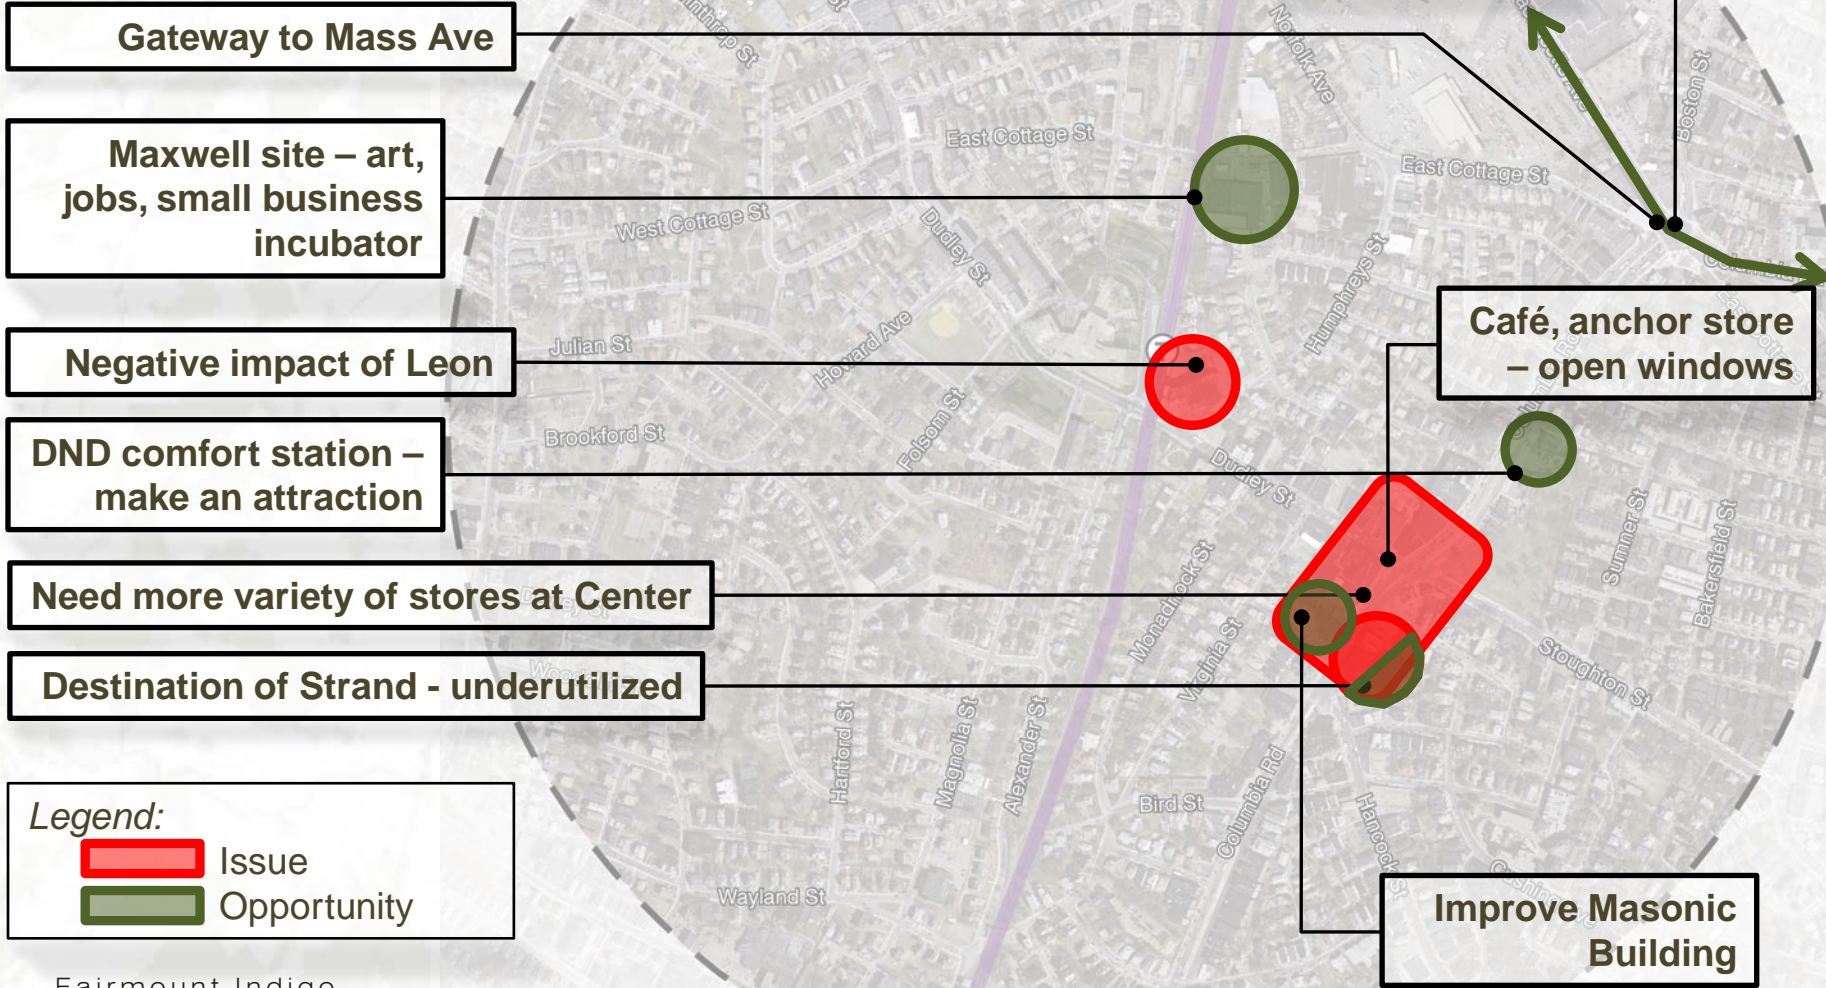 Gateway to Mass Ave
Maxwell site – art,
jobs, small business
incubator
Negative impact of Leon
DND comfort station –
make an attraction
Need more variety of stores at Center
Destination of Strand - underutilized
Café, anchor store
– open windows
Improve Masonic
Building
Legend:
Issue
Opportunity
Fairmount Indigo
Norfolk Ave
Boston St
East Cottage St
East Cottage St
West Cottage St
Dudley St
Humphreys St
Julian St
Howard Ave
Brookford St
Folsom St
Dudley St
Sumner St
Bakersfield St
Monadnock St
Virginia St
Stoughton St
Hartford St
Magnolia St
Alexander St
Bird St
Columbia Rd
Hancock St
Wayland St